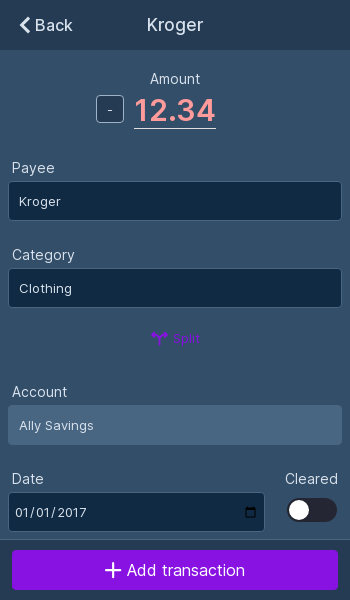 Back
Kroger
Amount
-
12.34
Payee
Kroger
Category
Clothing
Split
Account
Ally Savings
Date
Cleared
01/01/2017
Add transaction